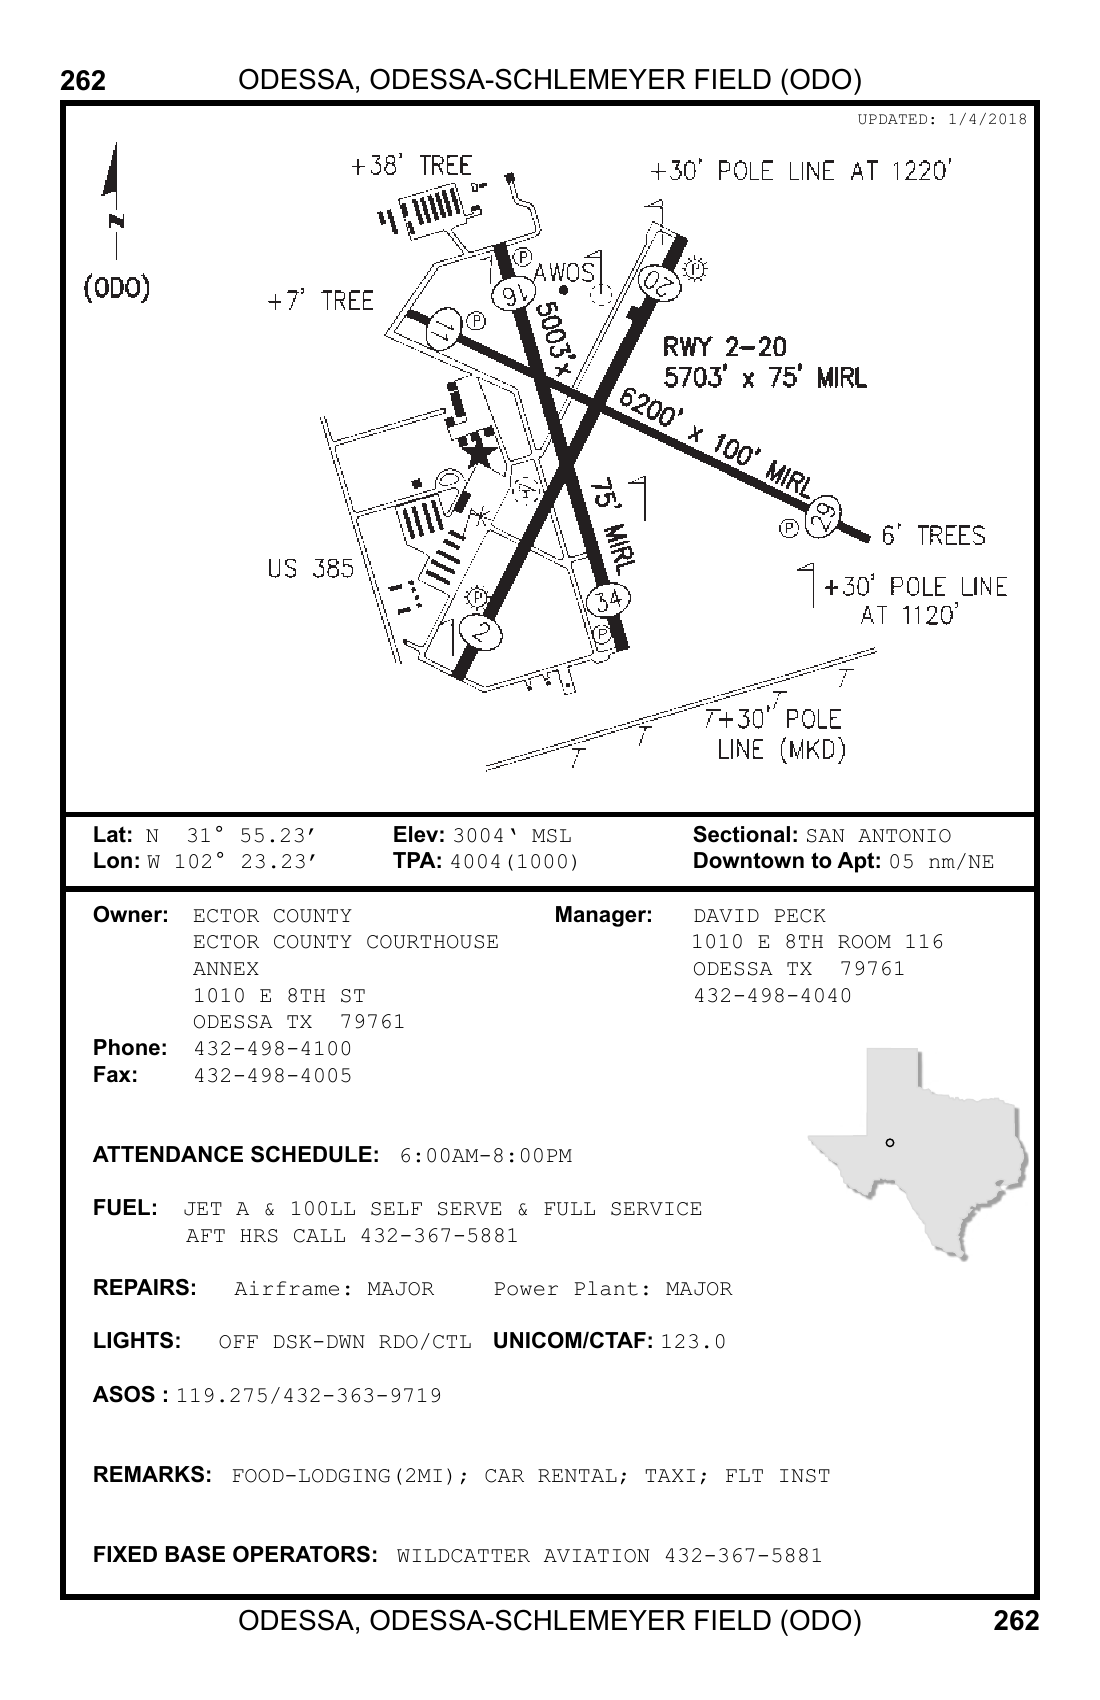 262 ODESSA, ODESSA-SCHLEMEYER FIELD (ODO)
UPDATED: 1/4/2018
+38' TREE
+30' POLE LINE AT 1220'
N
(ODO)
P
AWOS
P
+7' TREE
16
20
11
P
5003' x
RWY 2-20
5703' x 75' MIRL
6200' x 100' MIRL
75' MIRL
29
P
6' TREES
US 385
+30' POLE LINE
AT 1120'
P
34
2
P
+30' POLE
LINE (MKD)
Lat: N 31° 55.23’ Elev: 3004‘ MSL Sectional: SAN ANTONIO
Lon: W 102° 23.23’ TPA: 4004(1000) Downtown to Apt: 05 nm/NE
Owner: ECTOR COUNTY Manager: DAVID PECK
ECTOR COUNTY COURTHOUSE 1010 E 8TH ROOM 116
ANNEX ODESSA TX 79761
1010 E 8TH ST 432-498-4040
ODESSA TX 79761
Phone: 432-498-4100
Fax: 432-498-4005
ATTENDANCE SCHEDULE: 6:00AM-8:00PM
FUEL: JET A & 100LL SELF SERVE & FULL SERVICE
AFT HRS CALL 432-367-5881
REPAIRS: Airframe: MAJOR Power Plant: MAJOR
LIGHTS: OFF DSK-DWN RDO/CTL UNICOM/CTAF: 123.0
ASOS : 119.275/432-363-9719
REMARKS: FOOD-LODGING(2MI); CAR RENTAL; TAXI; FLT INST
FIXED BASE OPERATORS: WILDCATTER AVIATION 432-367-5881
ODESSA, ODESSA-SCHLEMEYER FIELD (ODO) 262